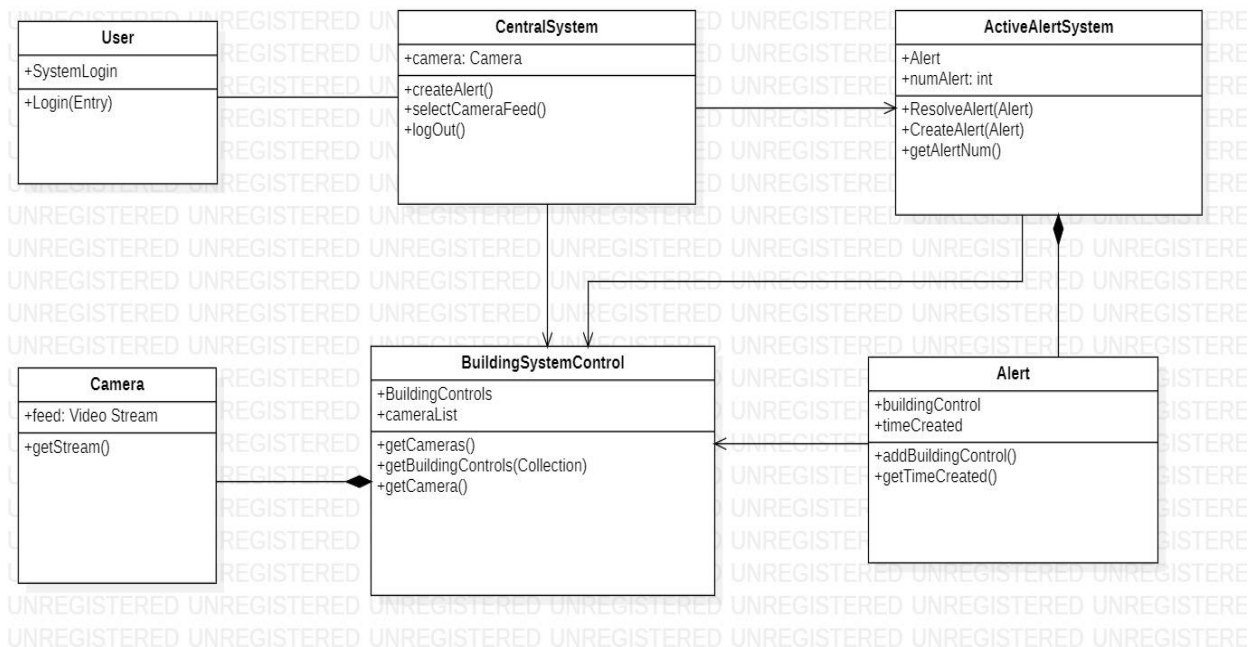 User
+SystemLogin
+Login(Entry)
CentralSystem
+camera: Camera
+createAlert()
+selectCameraFeed()
+logOut()
ActiveAlertSystem
+Alert
+numAlert: int
+ResolveAlert(Alert)
+CreateAlert(Alert)
+getAlertNum()
Camera
+feed: Video Stream
+getStream()
BuildingSystemControl
+BuildingControls
+cameraList
+getCameras()
+getBuildingControls(Collection)
+getCamera()
Alert
+buildingControl
+timeCreated
+addBuildingControl()
+getTimeCreated()
UNREGISTERED UNREGISTERED UNREGISTERED UNREGISTERED UNREGISTERED UNREGISTERED